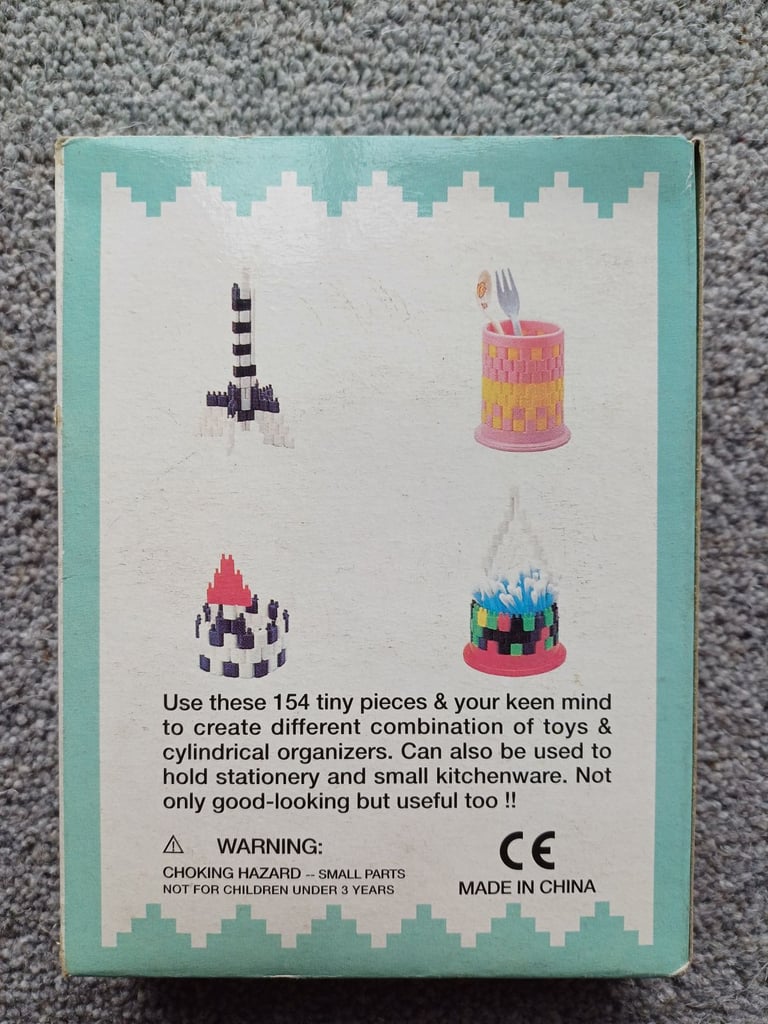 Use these 154 tiny pieces & your keen mind
to create different combination of toys &
cylindrical organizers. Can also be used to
hold stationery and small kitchenware. Not
only good-looking but useful too !!
⚠ WARNING:
CHOKING HAZARD -- SMALL PARTS
NOT FOR CHILDREN UNDER 3 YEARS
CE
MADE IN CHINA